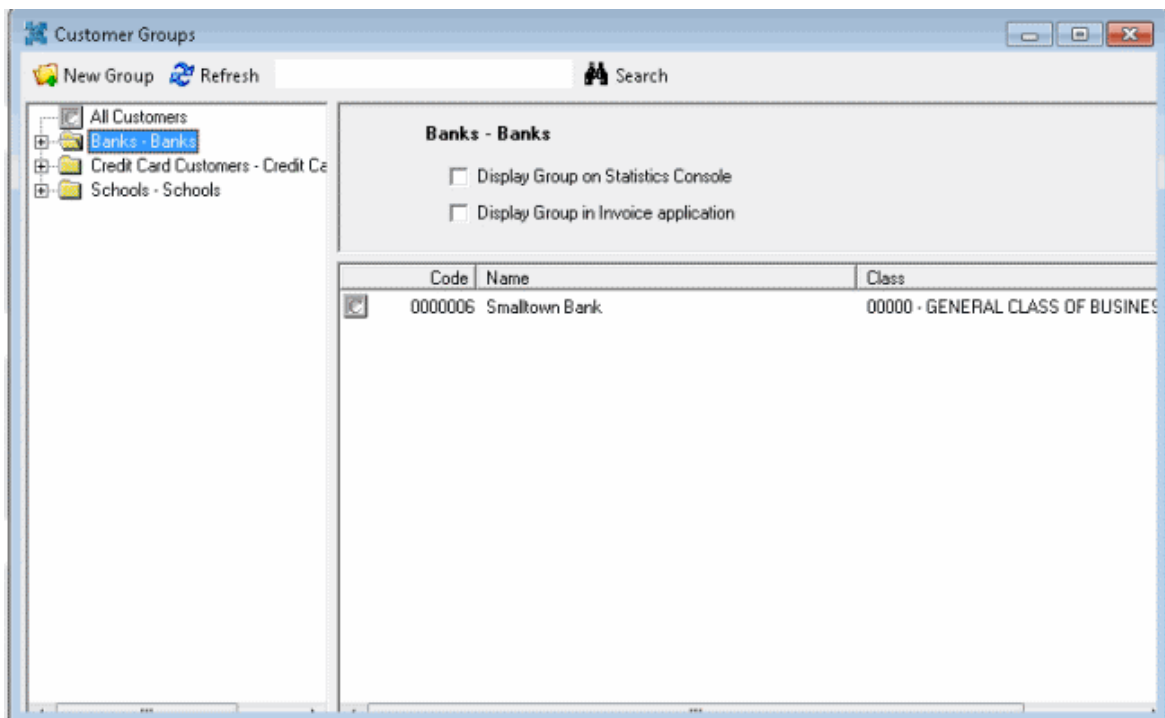 Customer Groups
New Group Refresh Search
All Customers
Banks - Banks
Credit Card Customers - Credit Ca
Schools - Schools
Banks - Banks
Display Group on Statistics Console
Display Group in Invoice application
Code Name Class
0000006 Smalltown Bank 00000 - GENERAL CLASS OF BUSINES